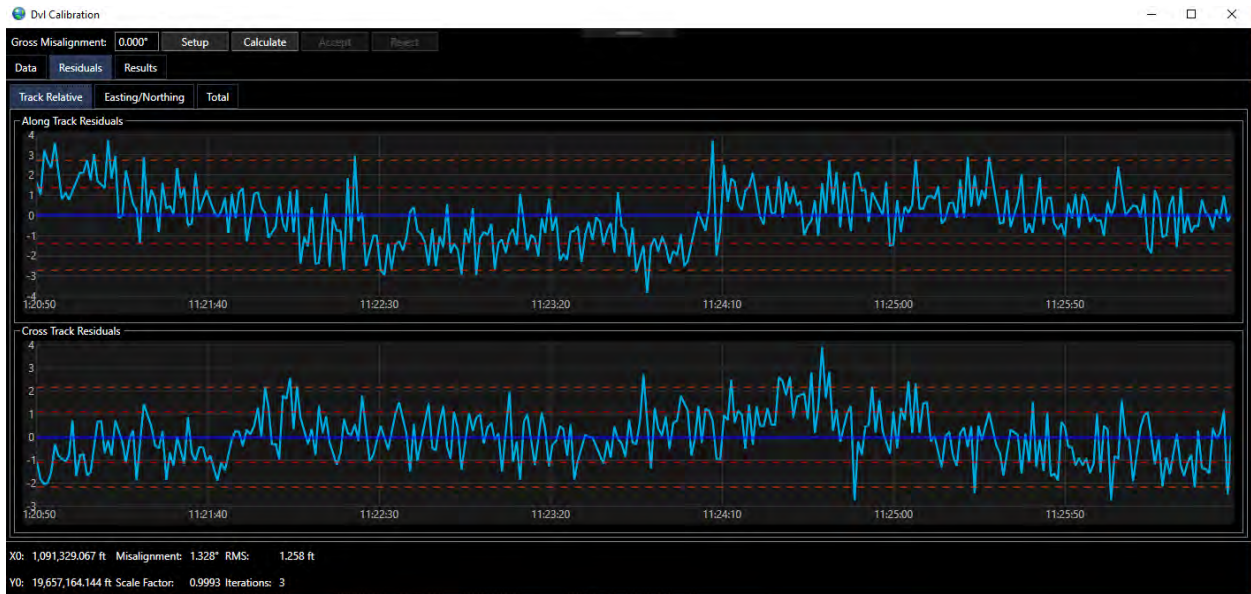 Dvl Calibration
Gross Misalignment: 0.000° Setup Calculate Accept Reject
Data Residuals Results
Track Relative Easting/Northing Total
Along Track Residuals
4
3
2
1
0
-1
-2
-3
-4
1:20:50 11:21:40 11:22:30 11:23:20 11:24:10 11:25:00 11:25:50
Cross Track Residuals
4
3
2
1
0
-1
-2
-3
1:20:50 11:21:40 11:22:30 11:23:20 11:24:10 11:25:00 11:25:50
X0: 1,091,329.067 ft Misalignment: 1.328° RMS: 1.258 ft
Y0: 19,657,164.144 ft Scale Factor: 0.9993 Iterations: 3